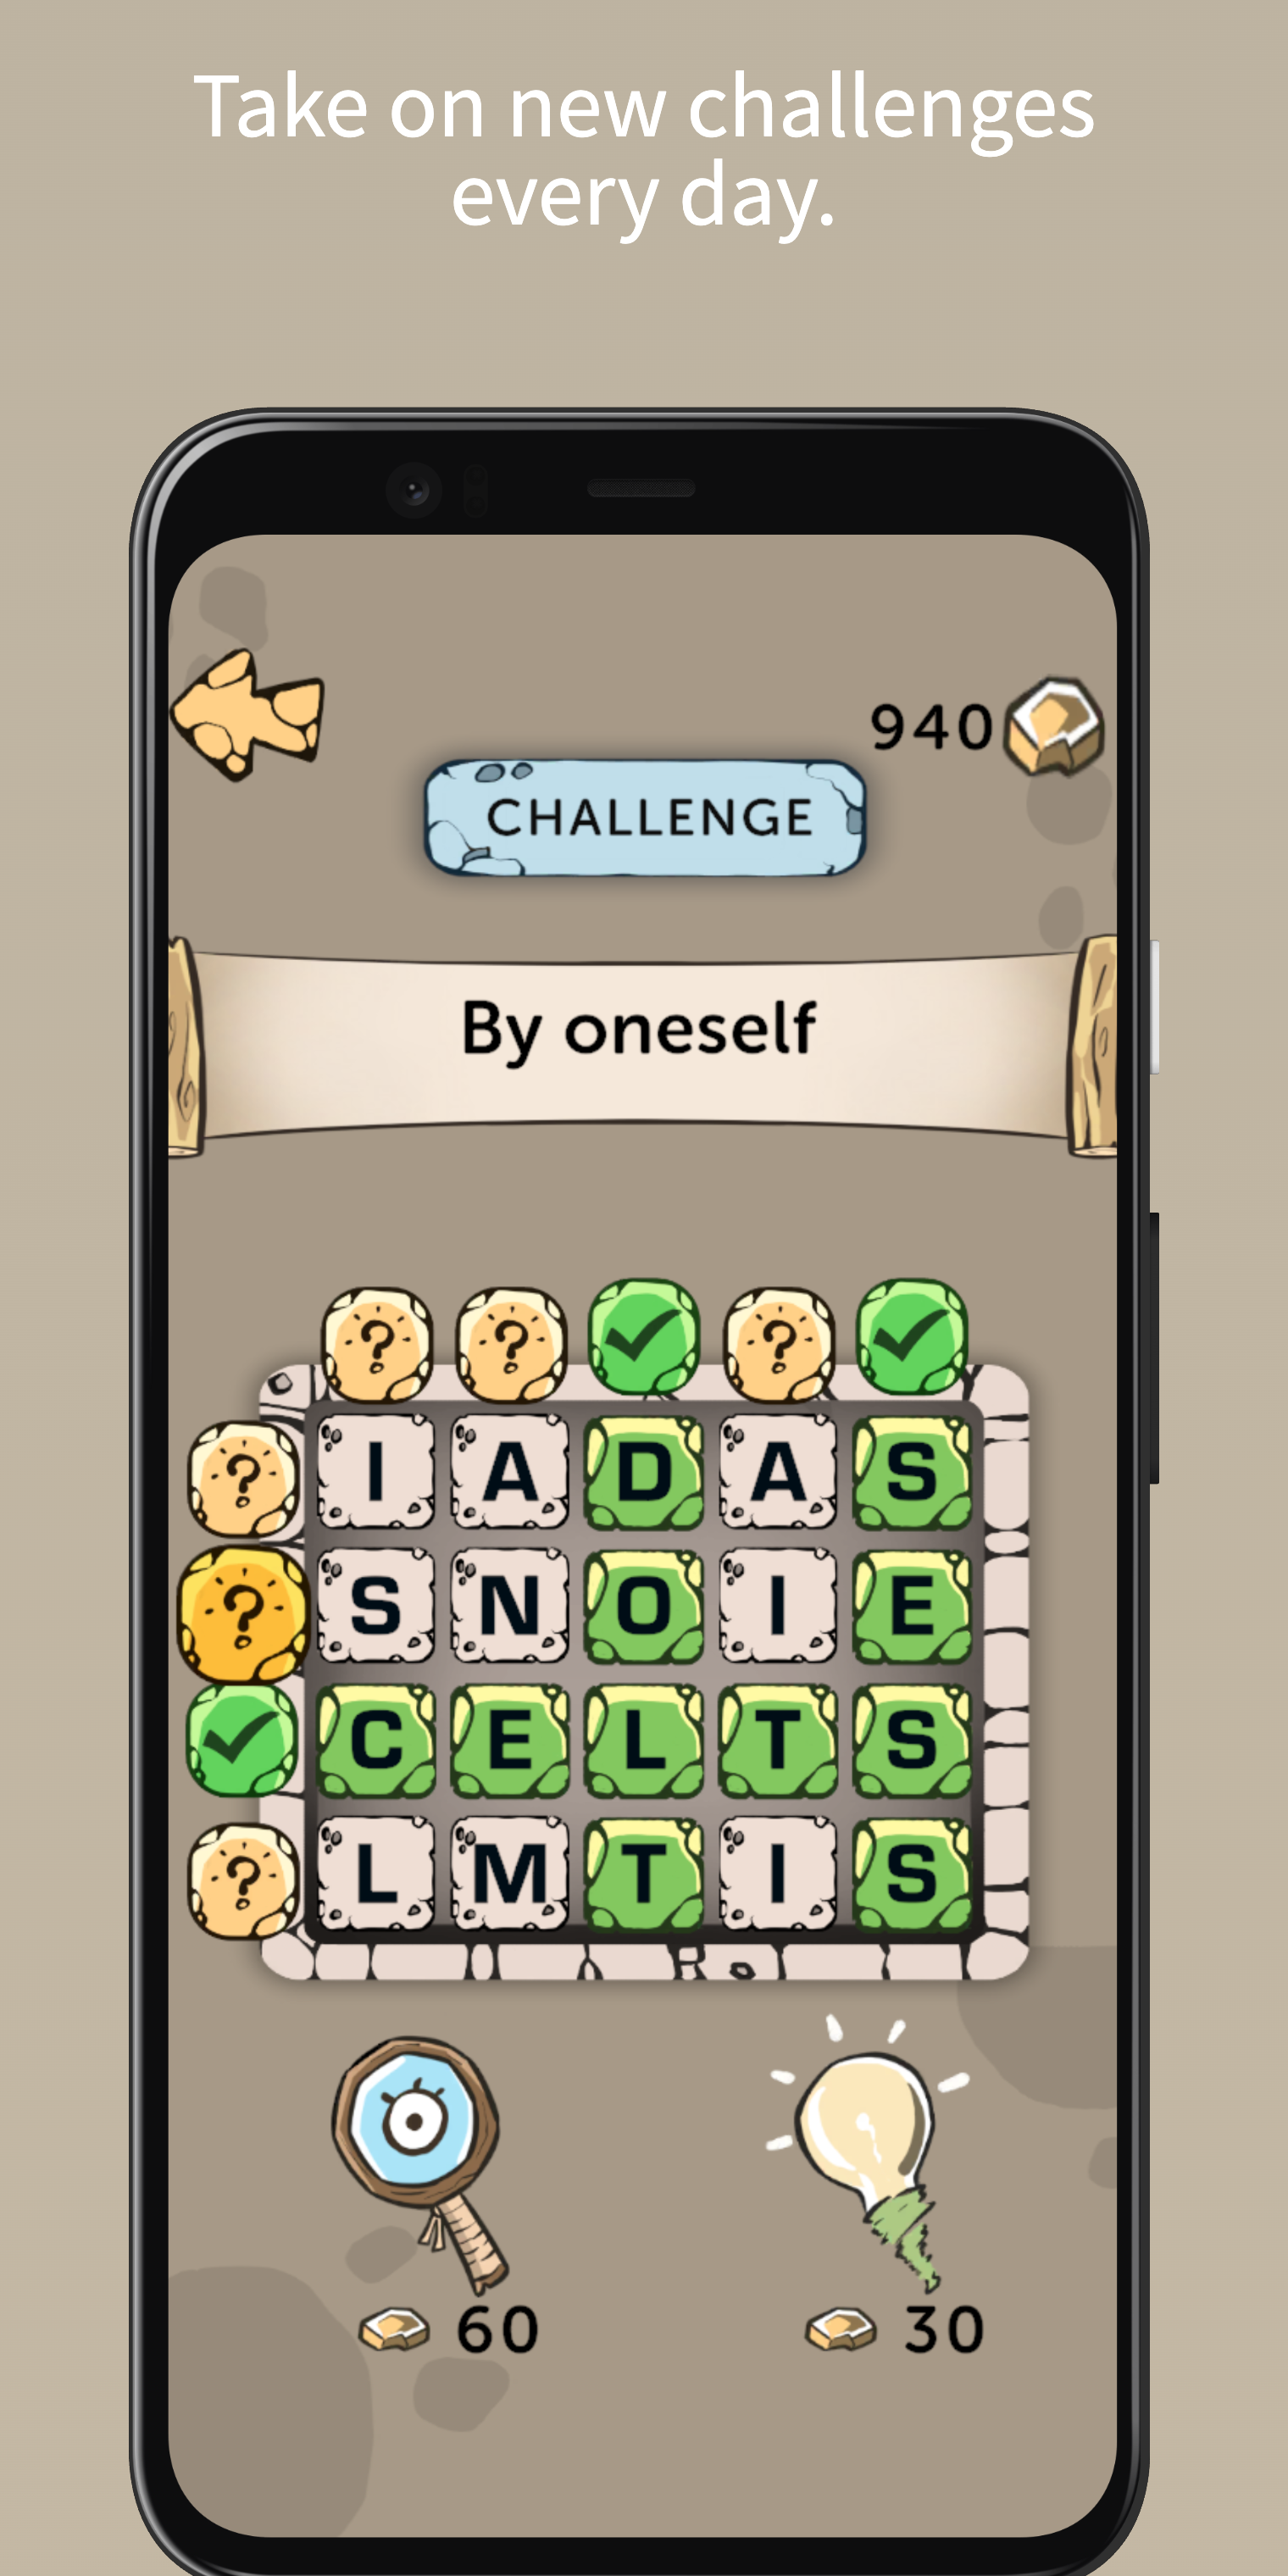 Take on new challenges
every day.
940
CHALLENGE
By oneself
? ? ?
? I A D A S
? S N O I E
C E L T S
? L M T I S
60 30